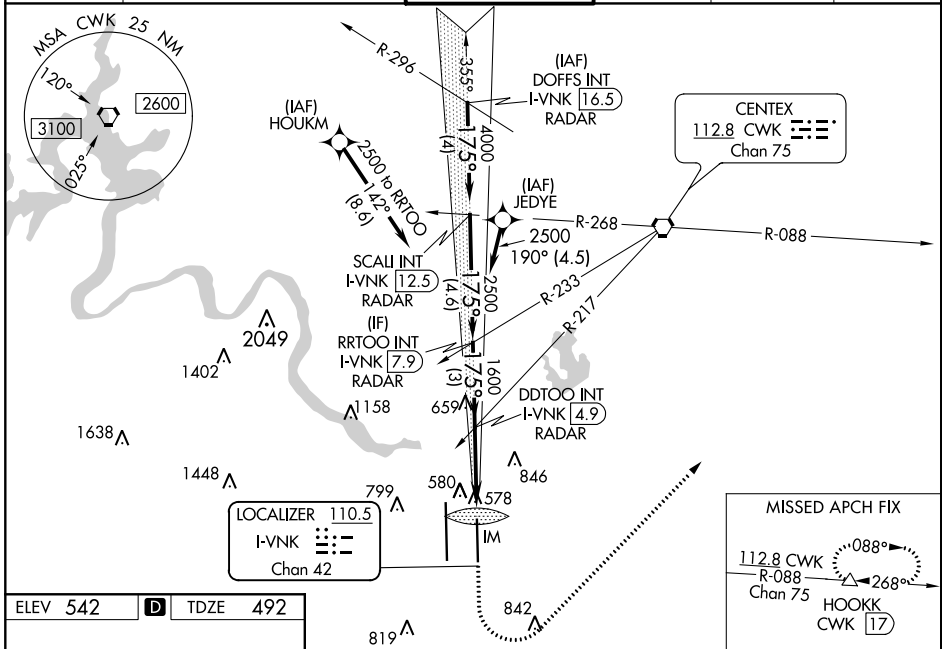 MSA CWK 25 NM
120°
3100
2600
025°
R-296
355°
(IAF)
DOFFS INT
I-VNK 16.5
RADAR
(IAF)
HOUKM
2500 to RRTOO
142°
(8.6)
4000
175°
(4)
CENTEX
112.8 CWK
Chan 75
(IAF)
JEDYE
2500
190° (4.5)
R-268
R-088
R-233
R-217
SCALI INT
I-VNK 12.5
RADAR
2500
175°
(4.6)
(IF)
RRTOO INT
I-VNK 7.9
RADAR
1600
175°
(3)
DDTOO INT
I-VNK 4.9
RADAR
2049
1402
1158
659
1638
1448
799
580
578
846
IM
LOCALIZER 110.5
I-VNK
Chan 42
MISSED APCH FIX
112.8 CWK
R-088
Chan 75
088°
268°
HOOKK
CWK 17
ELEV 542 D TDZE 492
819
842